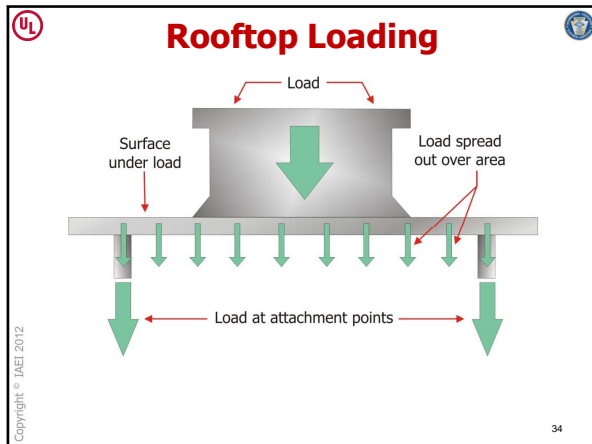 UL
Rooftop Loading
Load
Surface
under load
Load spread
out over area
Load at attachment points
Copyright © IAEI 2012
34